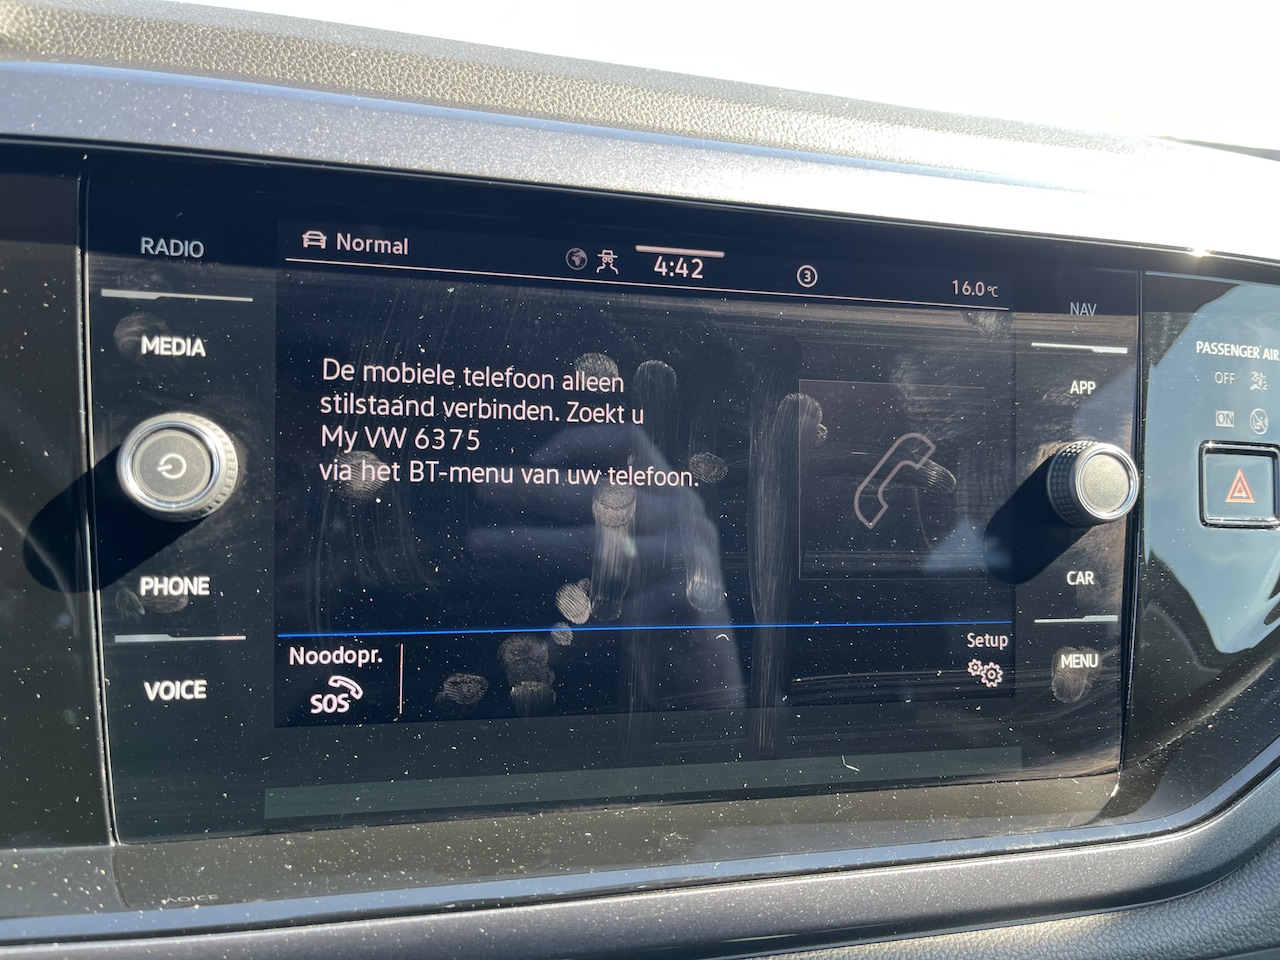 RADIO
MEDIA
PHONE
VOICE
Normal
4:42
3
16.0°C
De mobiele telefoon alleen
stilstaand verbinden. Zoekt u
My VW 6375
via het BT-menu van uw telefoon.
Noodopr.
SOS
Setup
NAV
APP
CAR
MENU
PASSENGER AIR
OFF
ON
VOICE